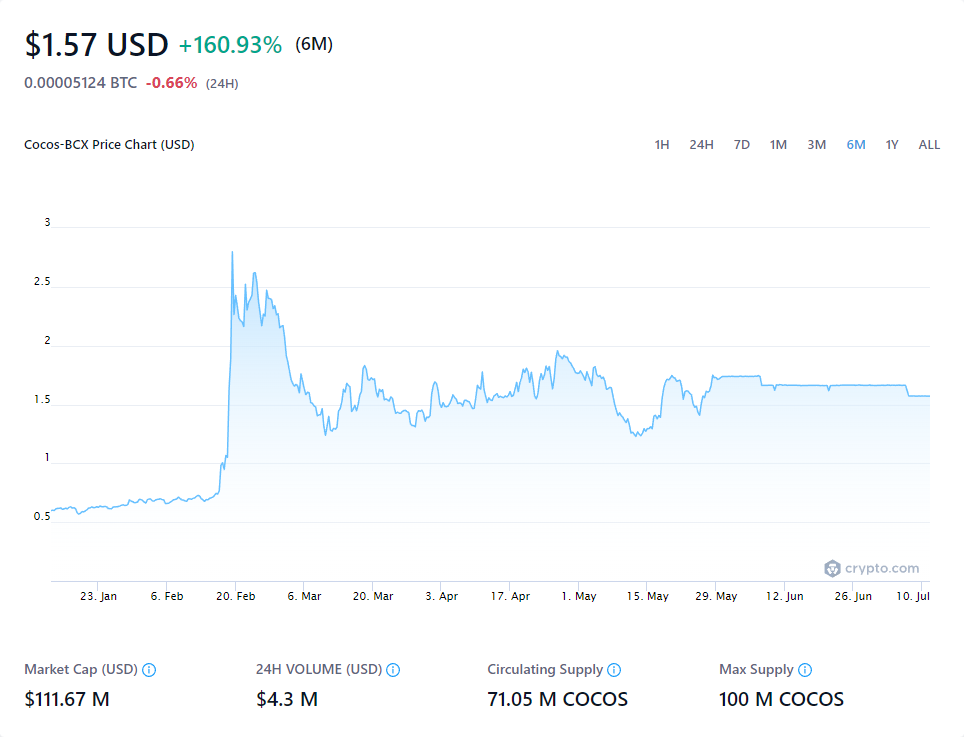 $1.57 USD +160.93% (6M)
0.00005124 BTC -0.66% (24H)
Cocos-BCX Price Chart (USD) 1H 24H 7D 1M 3M 6M 1Y ALL
3
2.5
2
1.5
1
0.5
crypto.com
23. Jan 6. Feb 20. Feb 6. Mar 20. Mar 3. Apr 17. Apr 1. May 15. May 29. May 12. Jun 26. Jun 10. Jul
Market Cap (USD) 24H VOLUME (USD) Circulating Supply Max Supply
$111.67 M $4.3 M 71.05 M COCOS 100 M COCOS